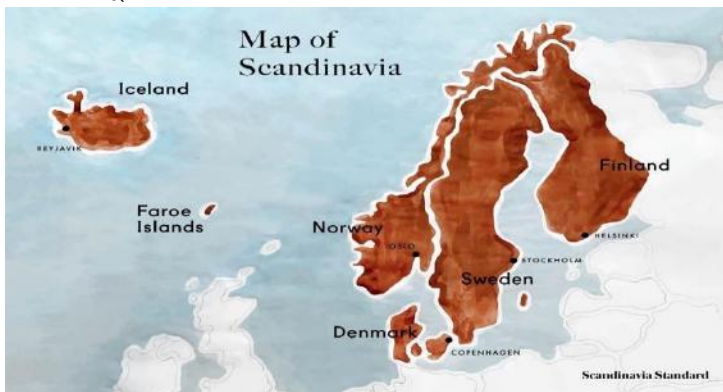 Map of
Scandinavia
Iceland
REYJAVIK
Faroe
Islands
Norway
OSLO
Finland
HELSINKI
STOCKHOLM
Sweden
Denmark
COPENHAGEN
Scandinavia Standard